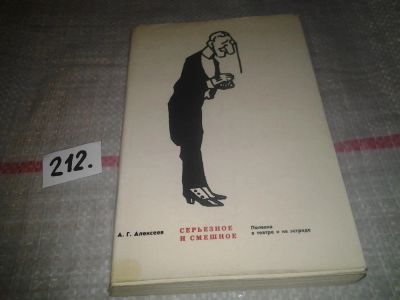 212.
А. Г. Алексеев
СЕРЬЕЗНОЕ
И СМЕШНОЕ
Полвека
в театре и на эстраде